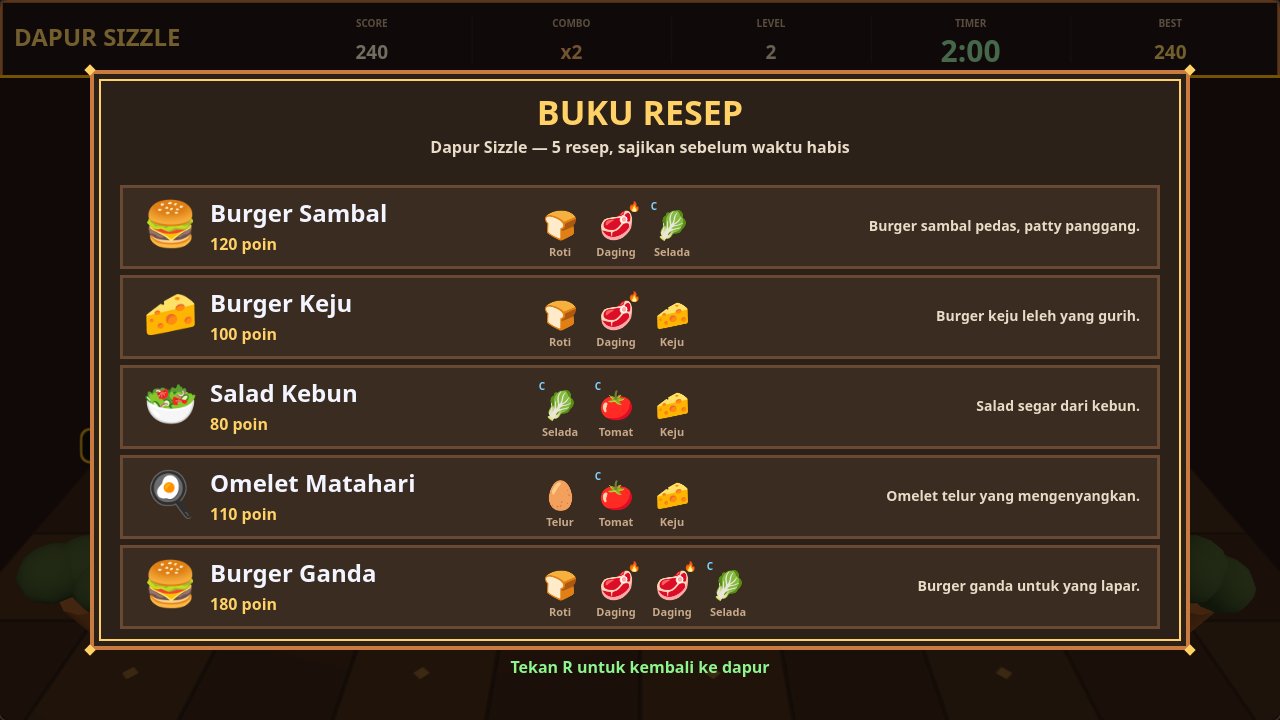 DAPUR SIZZLE
SCORE
240
COMBO
x2
LEVEL
2
TIMER
2:00
BEST
240
BUKU RESEP
Dapur Sizzle — 5 resep, sajikan sebelum waktu habis
Burger Sambal
120 poin
C
Roti
Daging
Selada
Burger sambal pedas, patty panggang.
Burger Keju
100 poin
Roti
Daging
Keju
Burger keju leleh yang gurih.
Salad Kebun
80 poin
C
C
Selada
Tomat
Keju
Salad segar dari kebun.
Omelet Matahari
110 poin
C
Telur
Tomat
Keju
Omelet telur yang mengenyangkan.
Burger Ganda
180 poin
C
Roti
Daging
Daging
Selada
Burger ganda untuk yang lapar.
Tekan R untuk kembali ke dapur